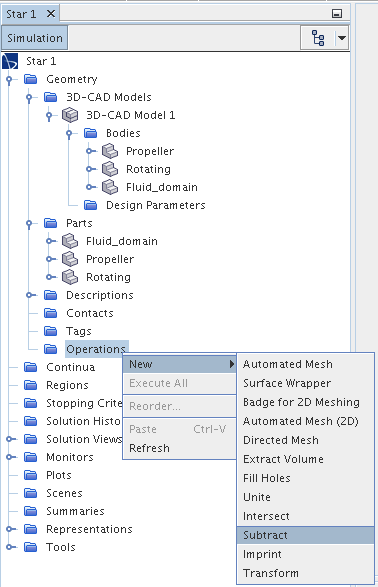 Star 1
Simulation
Star 1
Geometry
3D-CAD Models
3D-CAD Model 1
Bodies
Propeller
Rotating
Fluid_domain
Design Parameters
Parts
Fluid_domain
Propeller
Rotating
Descriptions
Contacts
Tags
Operations
Continua
Regions
Stopping Crite
Solution Histo
Solution Views
Monitors
Plots
Scenes
Summaries
Representations
Tools
New
Execute All
Reorder...
Paste Ctrl-V
Refresh
Automated Mesh
Surface Wrapper
Badge for 2D Meshing
Automated Mesh (2D)
Directed Mesh
Extract Volume
Fill Holes
Unite
Intersect
Subtract
Imprint
Transform